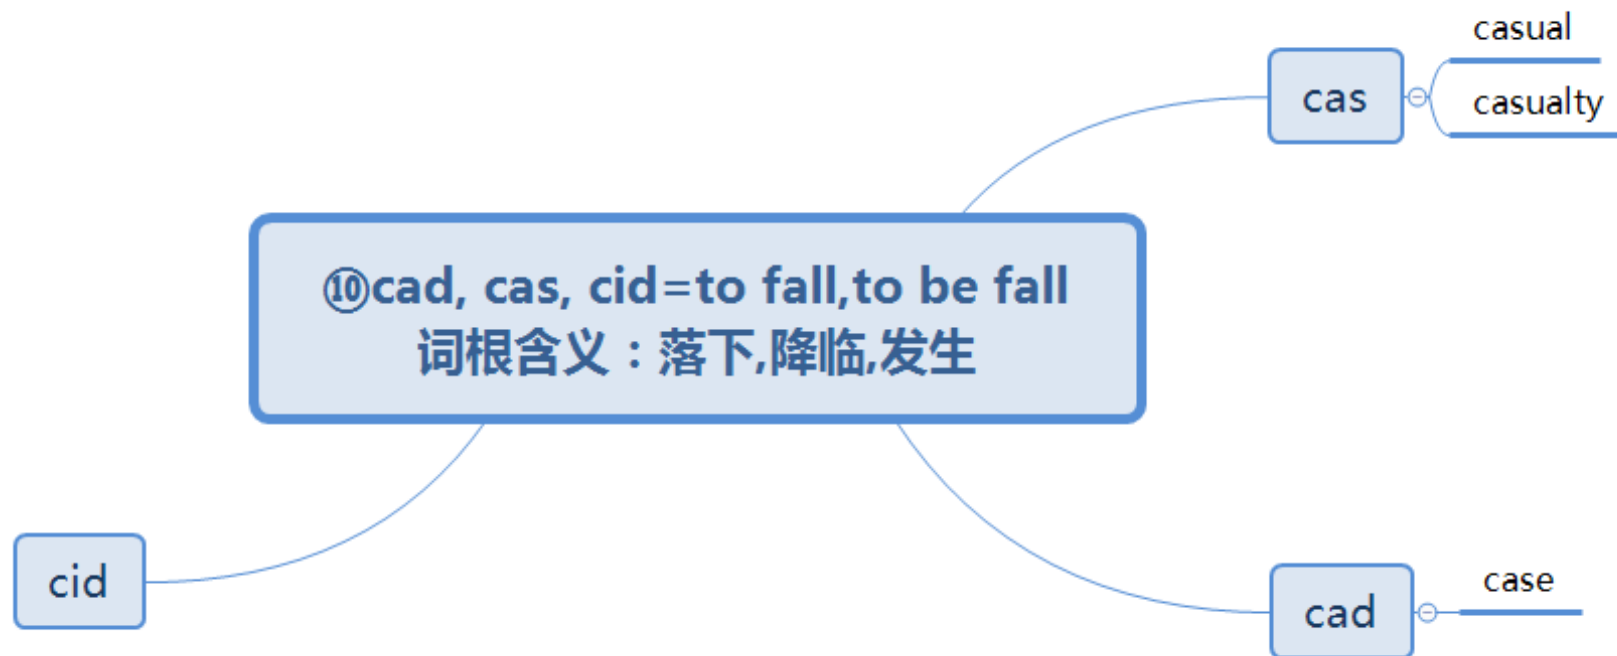 ⑩cad, cas, cid=to fall,to be fall
词根含义：落下,降临,发生
cas
casual
casualty
cad
case
cid